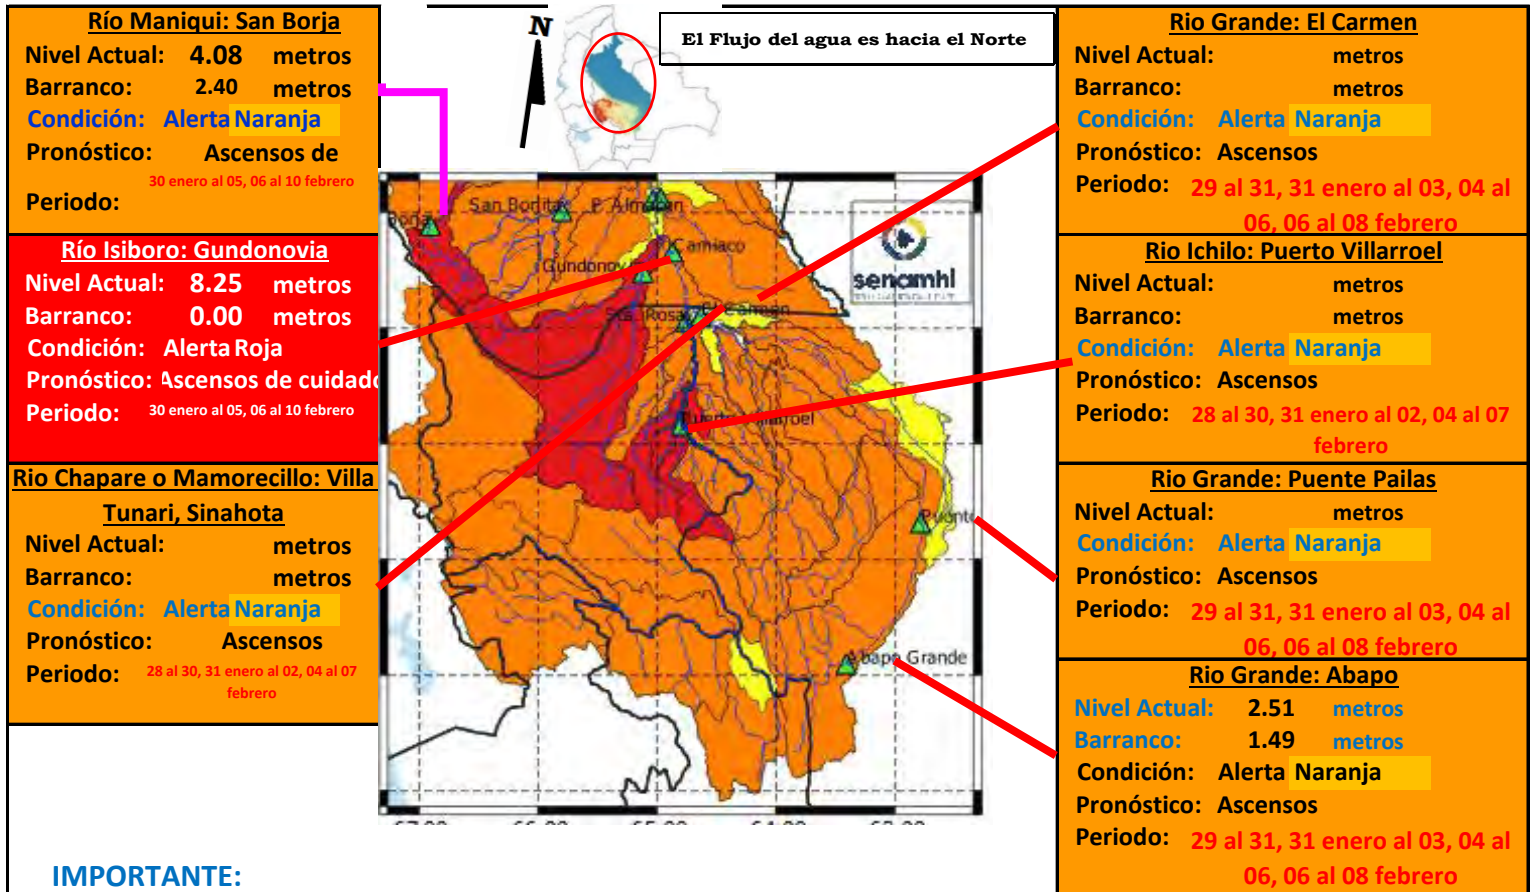 Río Maniqui: San Borja
Nivel Actual: 4.08 metros
Barranco: 2.40 metros
Condición: Alerta Naranja
Pronóstico: Ascensos de
30 enero al 05, 06 al 10 febrero
Periodo:
Río Isiboro: Gundonovia
Nivel Actual: 8.25 metros
Barranco: 0.00 metros
Condición: Alerta Roja
Pronóstico: Ascensos de cuidado
Periodo: 30 enero al 05, 06 al 10 febrero
Rio Chapare o Mamorecillo: Villa
Tunari, Sinahota
Nivel Actual: metros
Barranco: metros
Condición: Alerta Naranja
Pronóstico: Ascensos
Periodo: 28 al 30, 31 enero al 02, 04 al 07
febrero
IMPORTANTE:
N
El Flujo del agua es hacia el Norte
San Borjita
P. Almacen
Camiaco
Gundonov
senamhi
Sta. Rosa
El Carmen
Puerto Villarroel
Puente
Abapo Grande
Rio Grande: El Carmen
Nivel Actual: metros
Barranco: metros
Condición: Alerta Naranja
Pronóstico: Ascensos
Periodo: 29 al 31, 31 enero al 03, 04 al
06, 06 al 08 febrero
Rio Ichilo: Puerto Villarroel
Nivel Actual: metros
Barranco: metros
Condición: Alerta Naranja
Pronóstico: Ascensos
Periodo: 28 al 30, 31 enero al 02, 04 al 07
febrero
Rio Grande: Puente Pailas
Nivel Actual: metros
Condición: Alerta Naranja
Pronóstico: Ascensos
Periodo: 29 al 31, 31 enero al 03, 04 al
06, 06 al 08 febrero
Rio Grande: Abapo
Nivel Actual: 2.51 metros
Barranco: 1.49 metros
Condición: Alerta Naranja
Pronóstico: Ascensos
Periodo: 29 al 31, 31 enero al 03, 04 al
06, 06 al 08 febrero